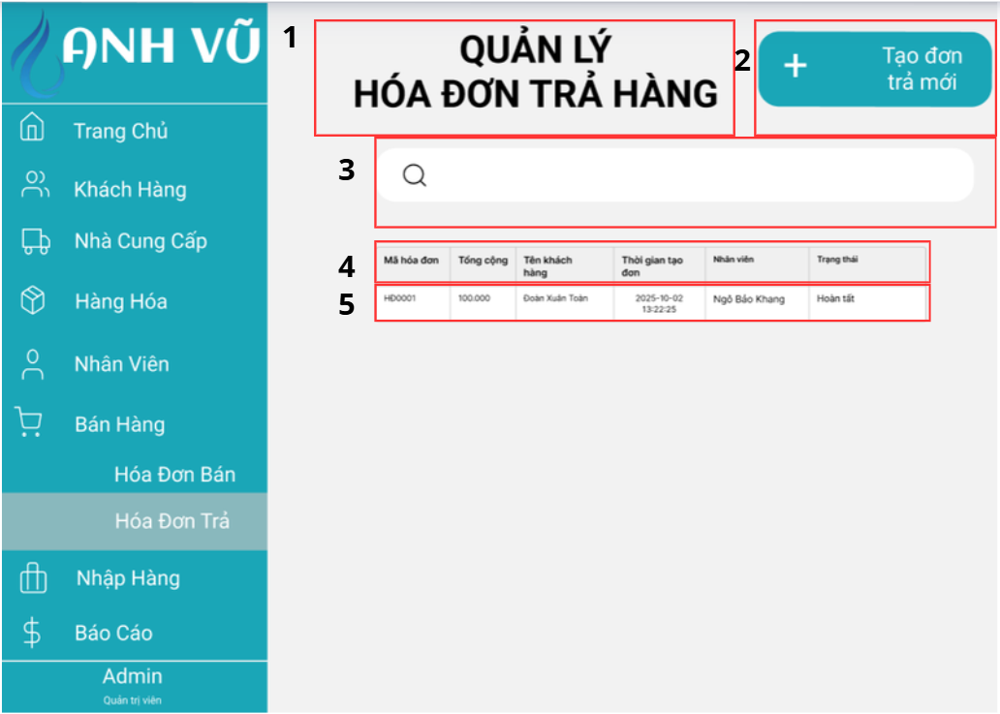 ANH VŨ
Trang Chủ
Khách Hàng
Nhà Cung Cấp
Hàng Hóa
Nhân Viên
Bán Hàng
Hóa Đơn Bán
Hóa Đơn Trả
Nhập Hàng
Báo Cáo
Admin
Quản trị viên
1
QUẢN LÝ
HÓA ĐƠN TRẢ HÀNG
2
+
Tạo đơn
trả mới
3
4
Mã hóa đơn
Tổng cộng
Tên khách
hàng
Thời gian tạo
đơn
Nhân viên
Trạng thái
5
HĐ0001
100.000
Đoàn Xuân Toàn
2025-10-02
13:22:25
Ngô Bảo Khang
Hoàn tất